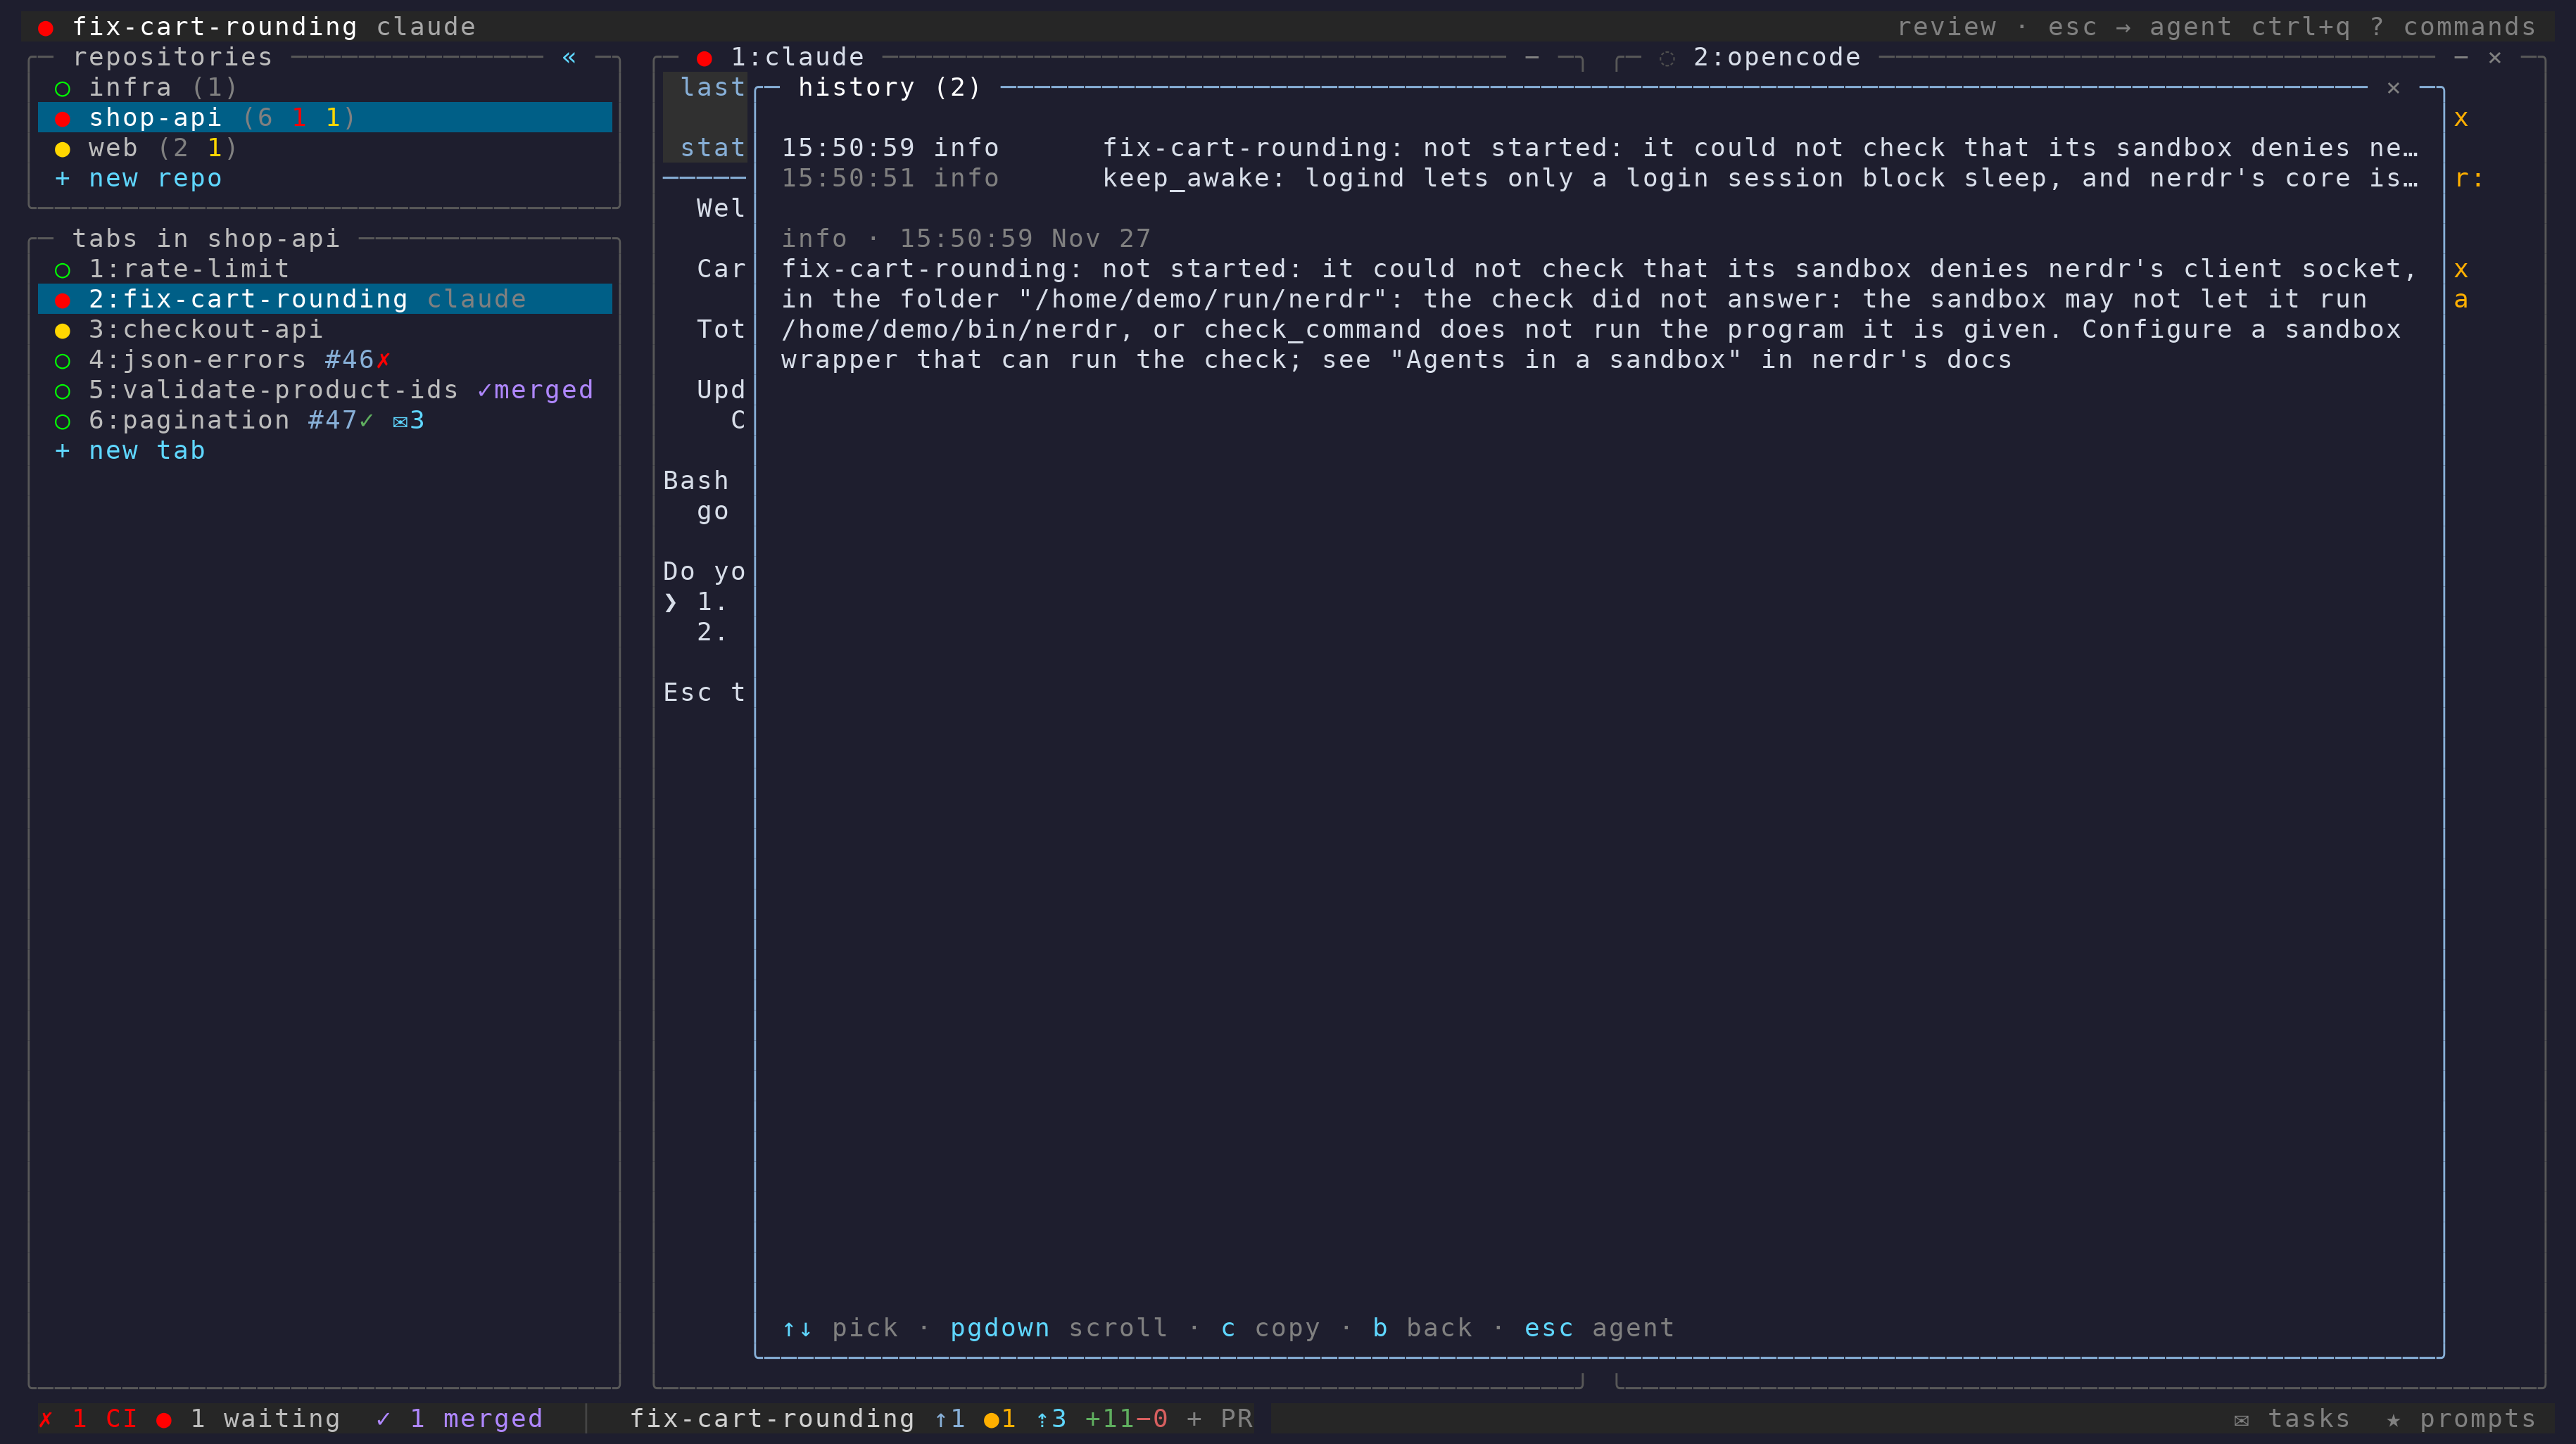 ● fix-cart-rounding claude review · esc → agent ctrl+q ? commands
repositories «
○ infra (1)
● shop-api (6 1 1)
● web (2 1)
+ new repo
tabs in shop-api
○ 1:rate-limit
● 2:fix-cart-rounding claude
● 3:checkout-api
○ 4:json-errors #46✗
○ 5:validate-product-ids ✓merged
○ 6:pagination #47✓ ✉3
+ new tab
● 1:claude −
◌ 2:opencode − ×
last
stat
Wel
Car
Tot
Upd
C
Bash
go
Do yo
❯ 1.
2.
Esc t
history (2) ×
15:50:59 info fix-cart-rounding: not started: it could not check that its sandbox denies ne…
15:50:51 info keep_awake: logind lets only a login session block sleep, and nerdr's core is…
info · 15:50:59 Nov 27
fix-cart-rounding: not started: it could not check that its sandbox denies nerdr's client socket,
in the folder "/home/demo/run/nerdr": the check did not answer: the sandbox may not let it run
/home/demo/bin/nerdr, or check_command does not run the program it is given. Configure a sandbox
wrapper that can run the check; see "Agents in a sandbox" in nerdr's docs
↑↓ pick · pgdown scroll · c copy · b back · esc agent
x
r:
x
a
✗ 1 CI ● 1 waiting ✓ 1 merged │ fix-cart-rounding ↑1 ●1 ⇡3 +11−0 + PR ✉ tasks ★ prompts